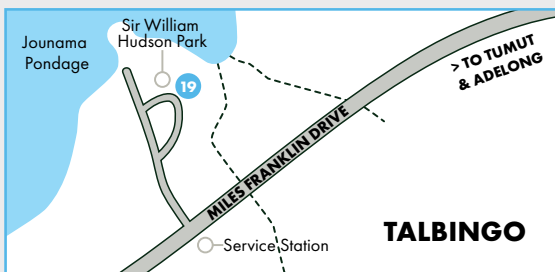 Sir William
Hudson Park
Jounama
Pondage
19
> TO TUMUT
& ADELONG
MILES FRANKLIN DRIVE
TALBINGO
Service Station